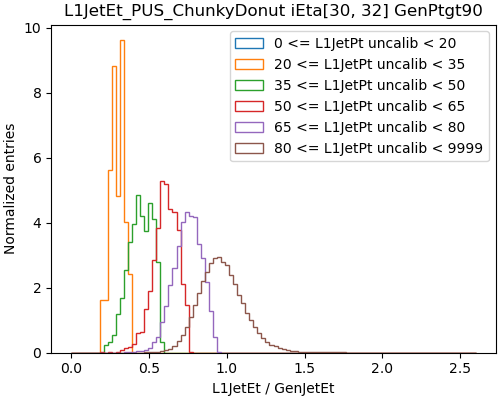 L1JetEt_PUS_ChunkyDonut iEta[30, 32] GenPtgt90
10
8
6
4
2
0
Normalized entries
0 <= L1JetPt uncalib < 20
20 <= L1JetPt uncalib < 35
35 <= L1JetPt uncalib < 50
50 <= L1JetPt uncalib < 65
65 <= L1JetPt uncalib < 80
80 <= L1JetPt uncalib < 9999
0.0 0.5 1.0 1.5 2.0 2.5
L1JetEt / GenJetEt